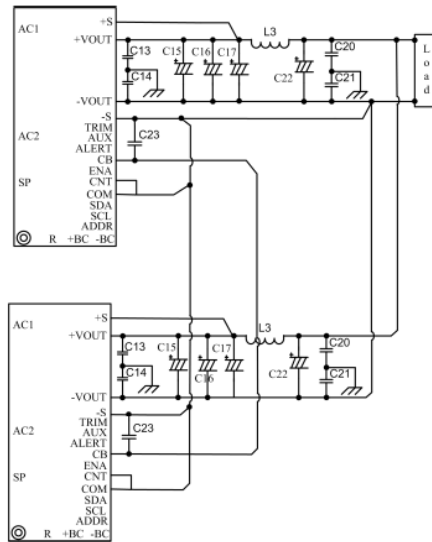 +S
AC1
+VOUT
C13
C15
C16
C17
L3
C20
Load
C14
C22
C21
-VOUT
-S
TRIM
C23
AC2
AUX
ALERT
CB
ENA
SP
CNT
COM
SDA
SCL
ADDR
R +BC -BC
+S
AC1
+VOUT
C13
C15
C17
L3
C20
C14
C16
C22
C21
-VOUT
-S
TRIM
C23
AC2
AUX
ALERT
CB
ENA
SP
CNT
COM
SDA
SCL
ADDR
R +BC -BC